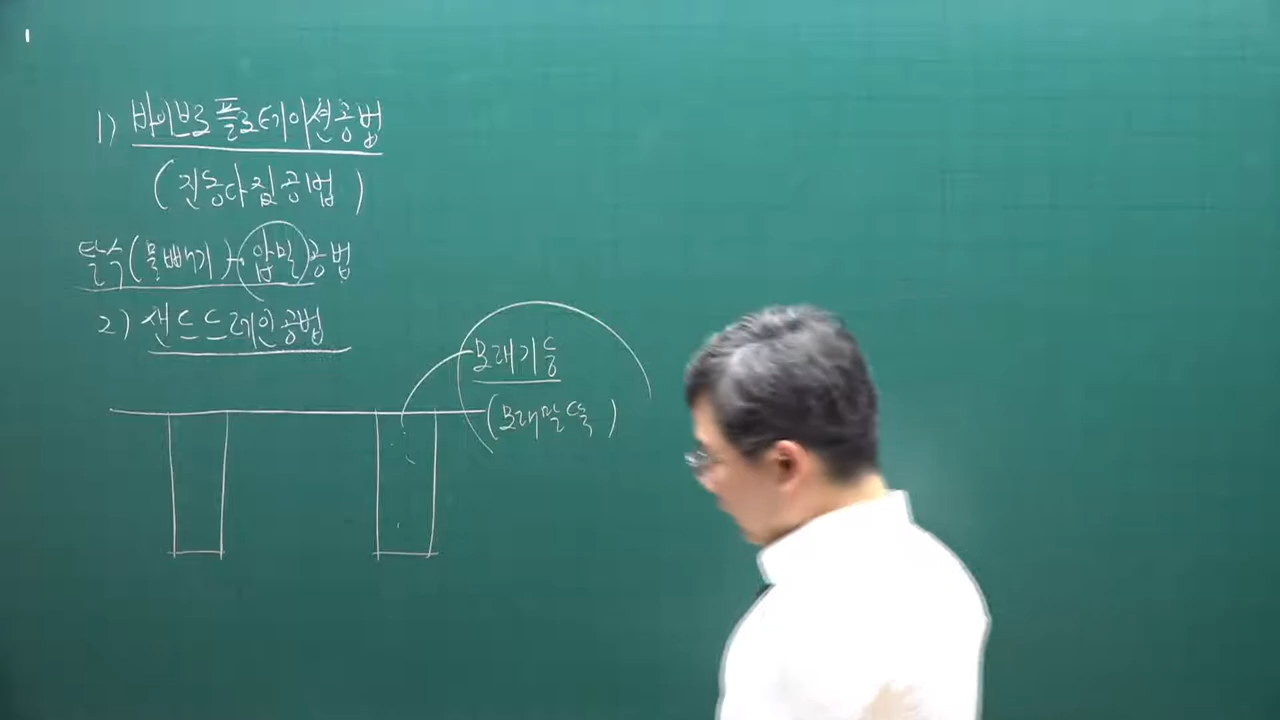 1) 바이브로플로테이션공법
(진동다짐공법)
탈수(물빼기)-압밀공법
2) 샌드드레인공법
모래기둥
(모래말뚝)